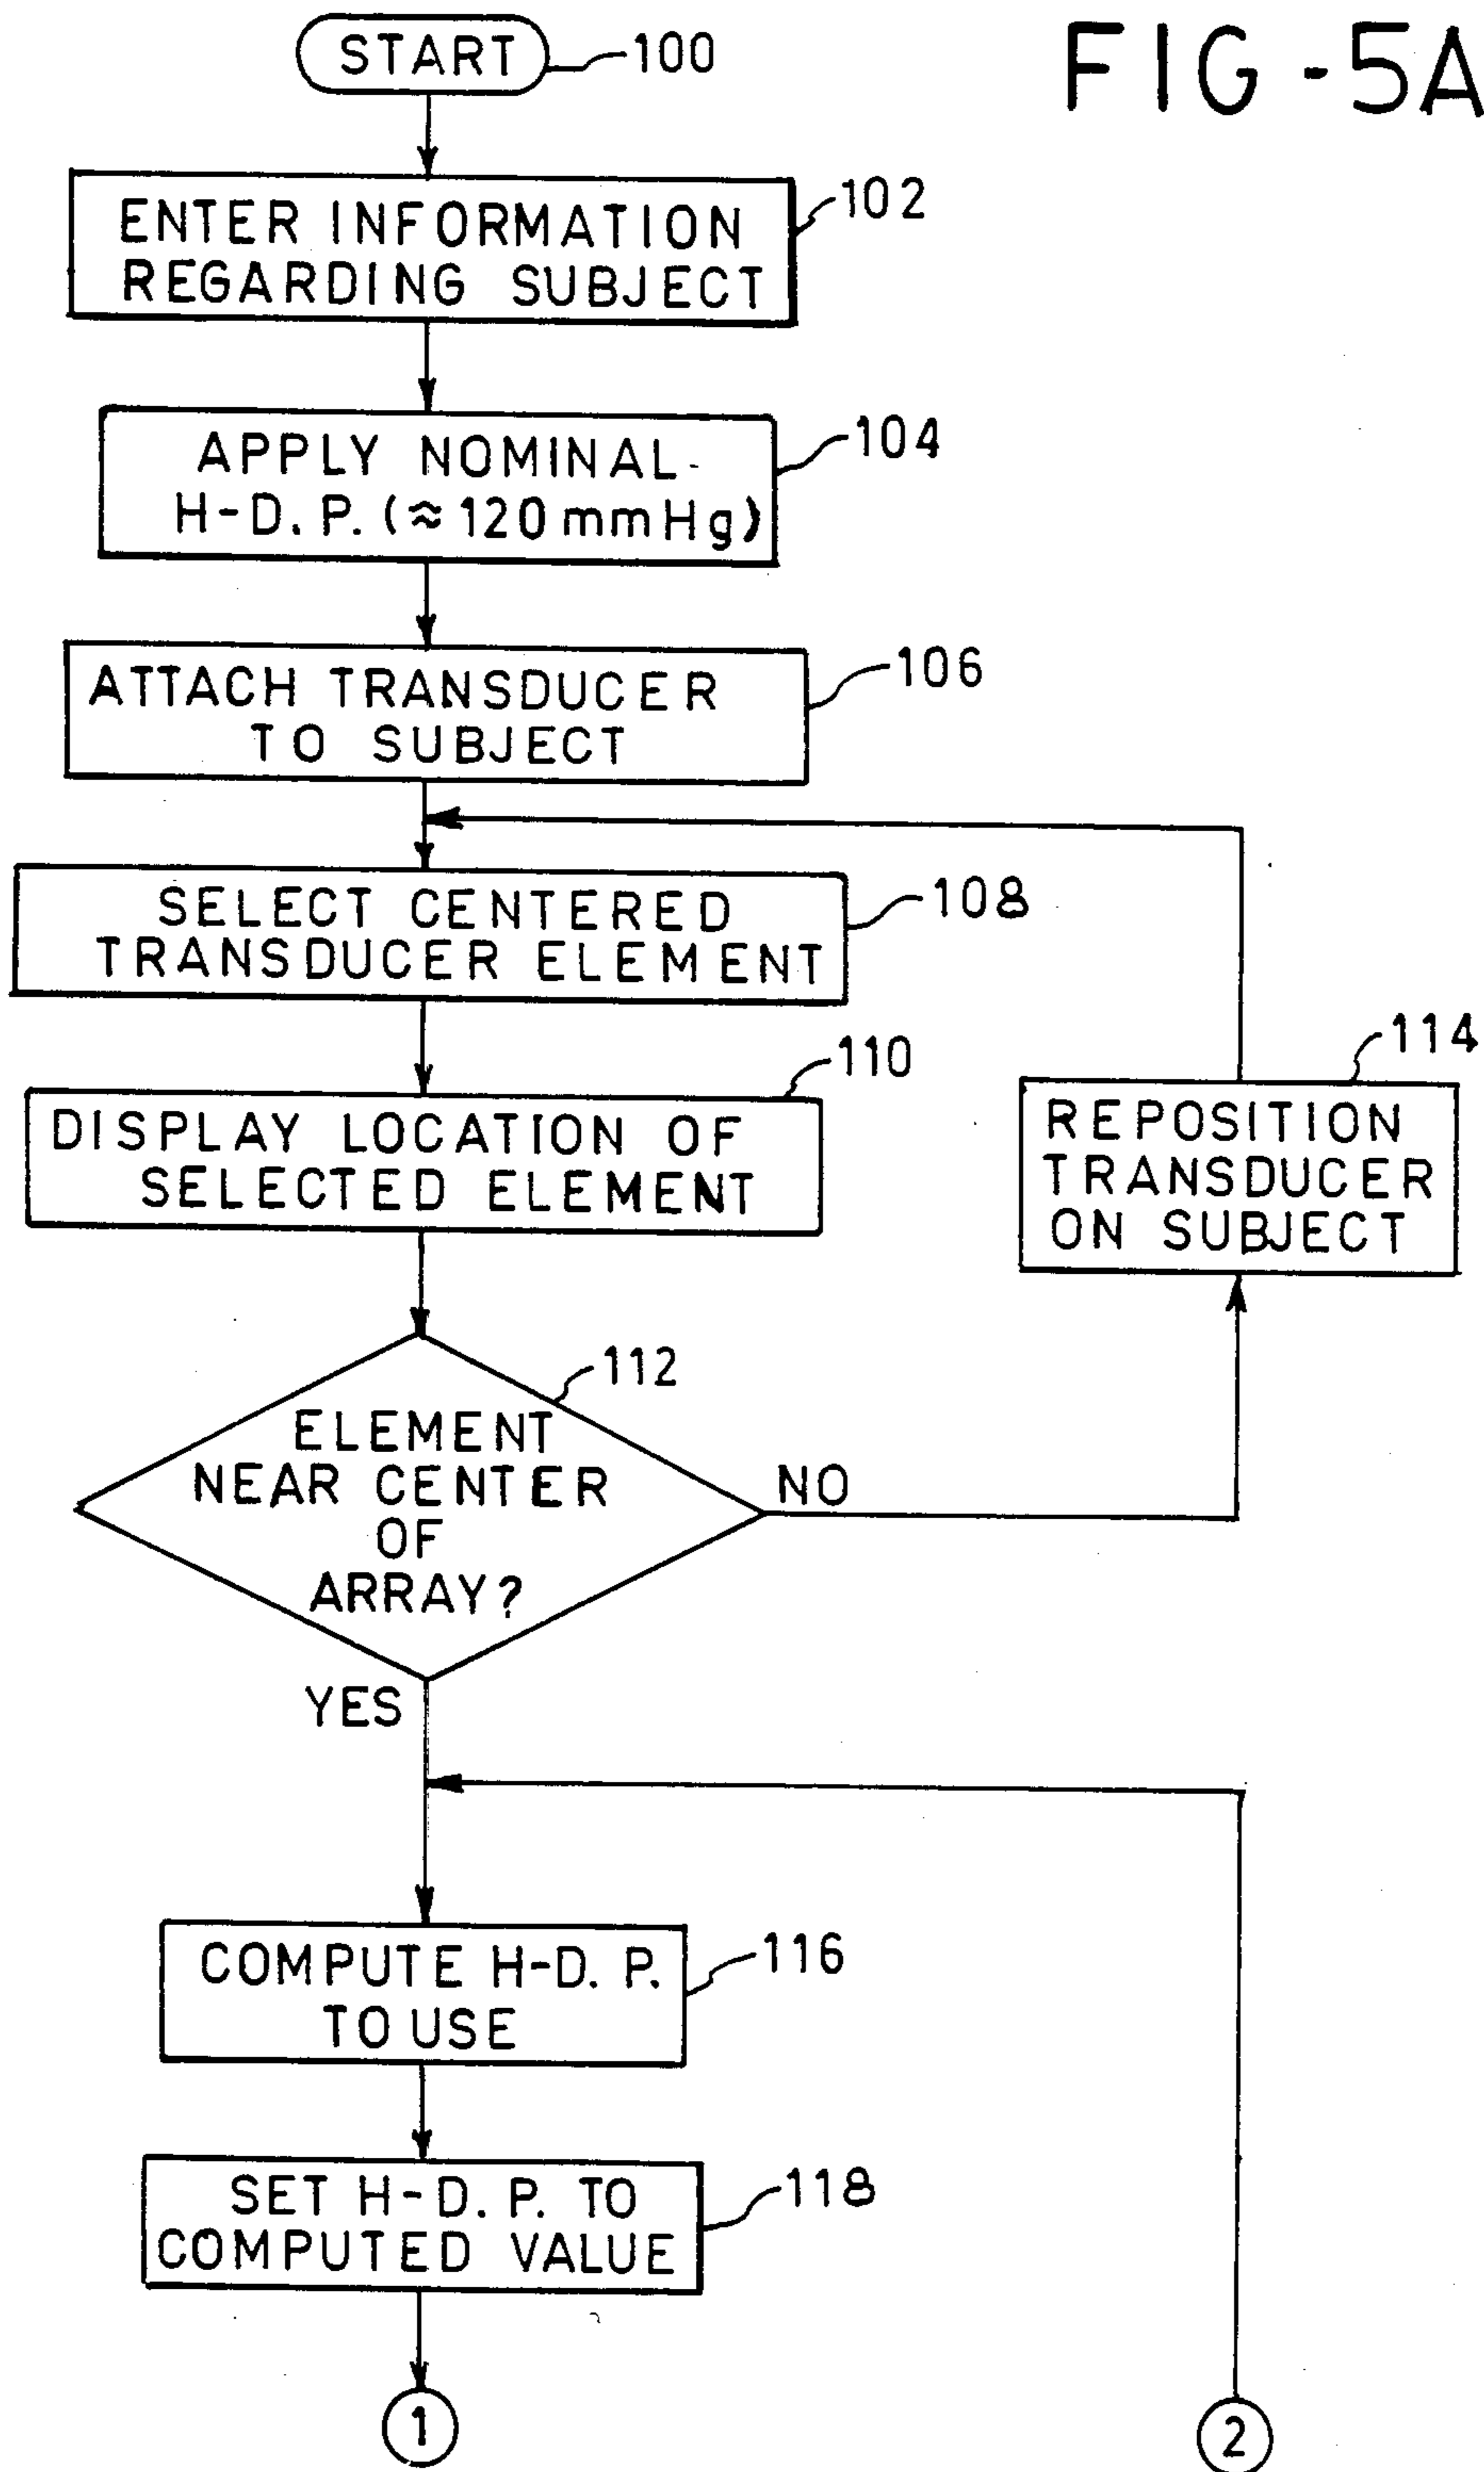 FIG-5A
START
100
ENTER INFORMATION
REGARDING SUBJECT
102
APPLY NOMINAL-
H-D.P. (≈120mmHg)
104
ATTACH TRANSDUCER
TO SUBJECT
106
SELECT CENTERED
TRANSDUCER ELEMENT
108
DISPLAY LOCATION OF
SELECTED ELEMENT
110
REPOSITION
TRANSDUCER
ON SUBJECT
114
ELEMENT
NEAR CENTER
OF
ARRAY?
112
NO
YES
COMPUTE H-D.P.
TO USE
116
SET H-D.P. TO
COMPUTED VALUE
118
1
2